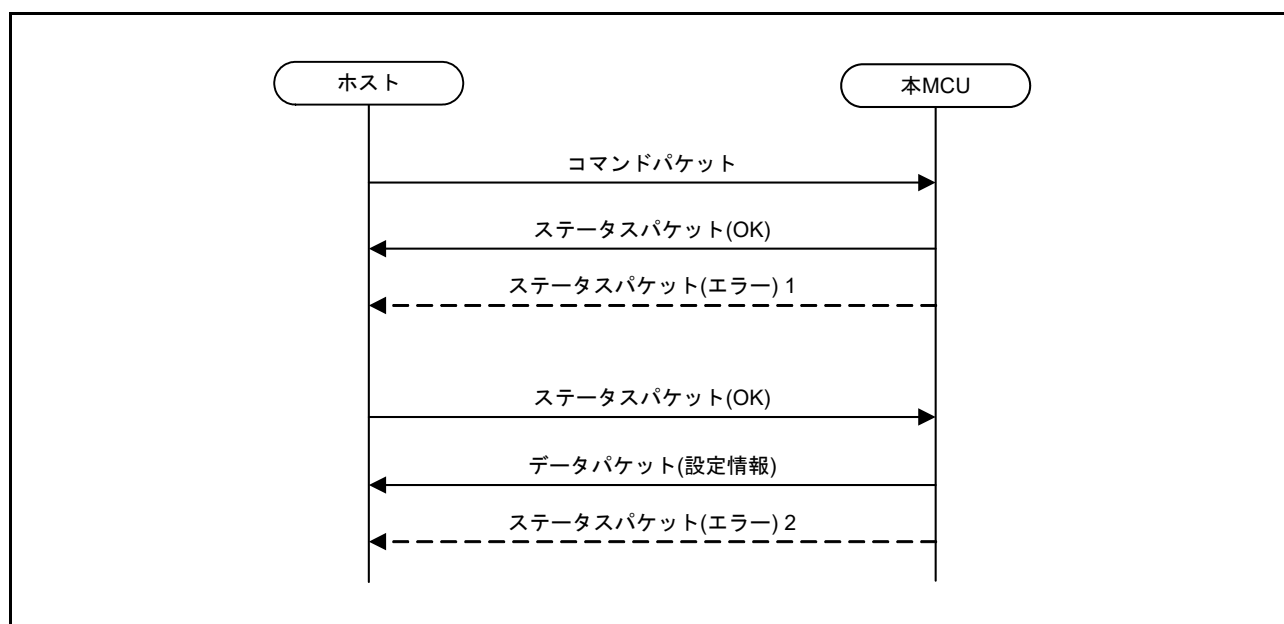 ホスト
本MCU
コマンドパケット
ステータスパケット(OK)
ステータスパケット(エラー) 1
ステータスパケット(OK)
データパケット(設定情報)
ステータスパケット(エラー) 2